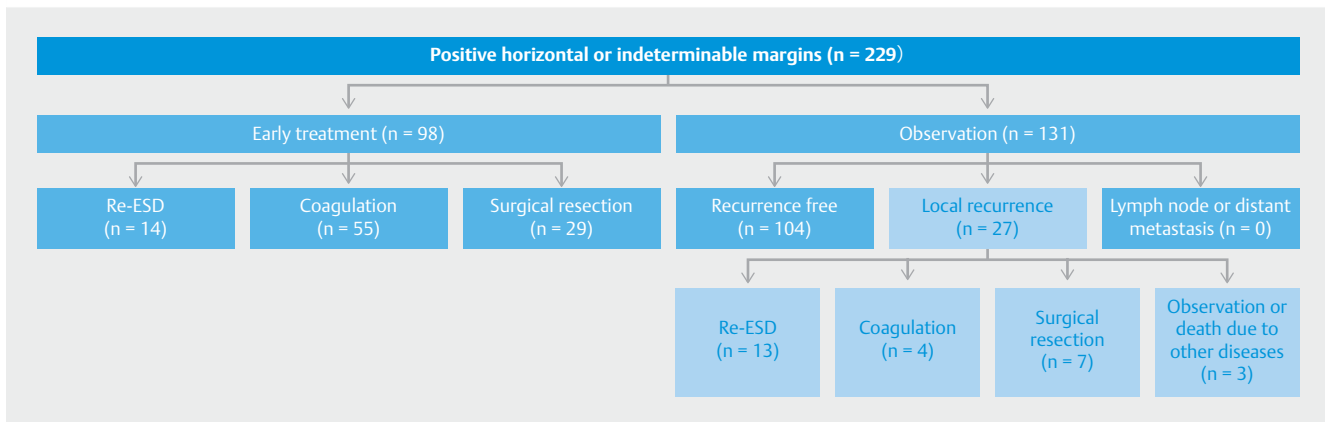 Positive horizontal or indeterminable margins (n = 229)
Early treatment (n = 98)
Observation (n = 131)
Re-ESD
(n = 14)
Coagulation
(n = 55)
Surgical resection
(n = 29)
Recurrence free
(n = 104)
Local recurrence
(n = 27)
Lymph node or distant
metastasis (n = 0)
Re-ESD
(n = 13)
Coagulation
(n = 4)
Surgical
resection
(n = 7)
Observation or
death due to
other diseases
(n = 3)